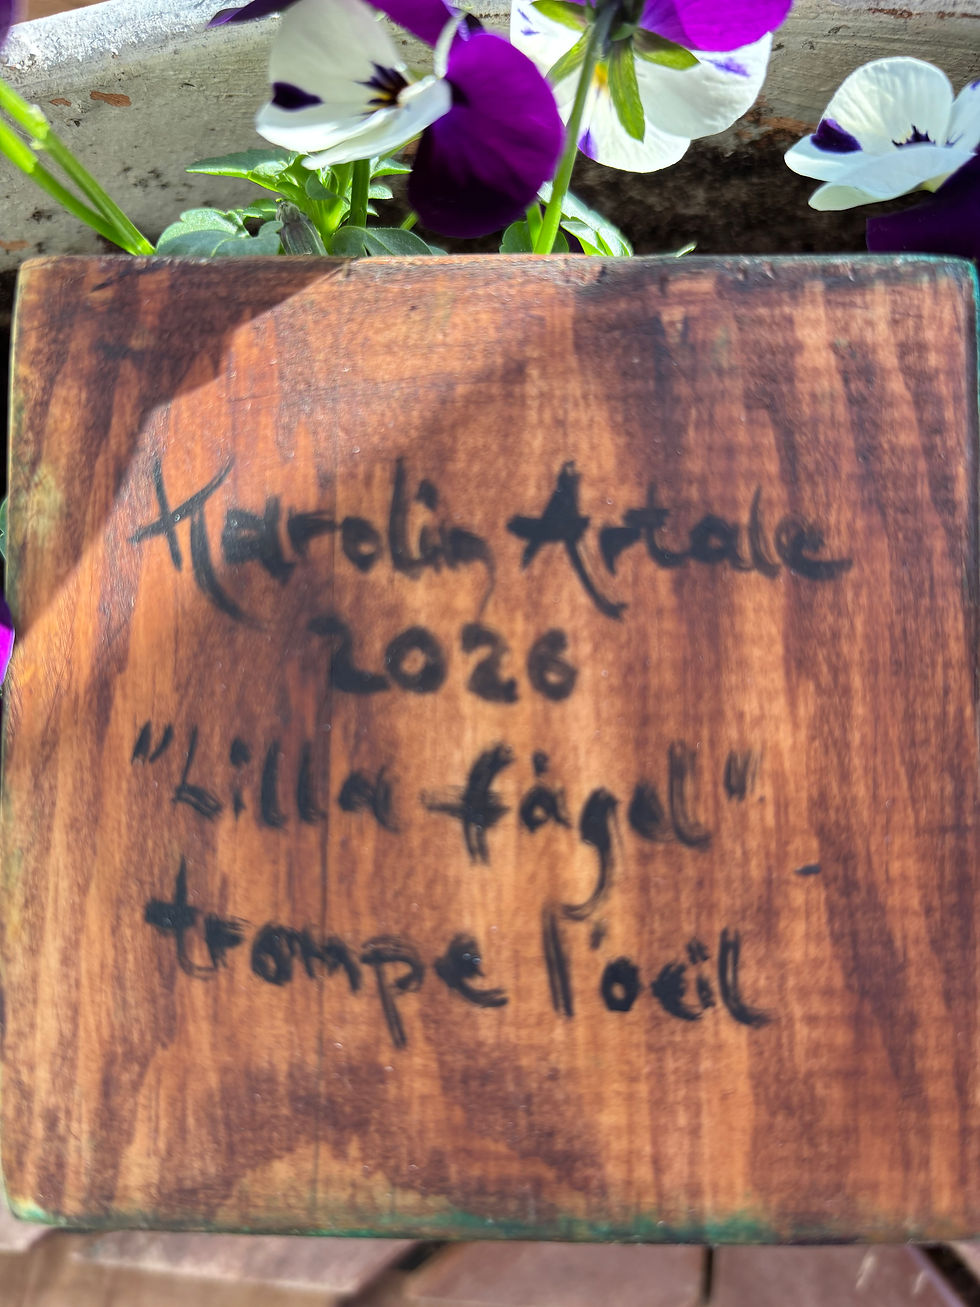 Karolin Artale
2026
"Lilla fågel"
trompe l'oeil